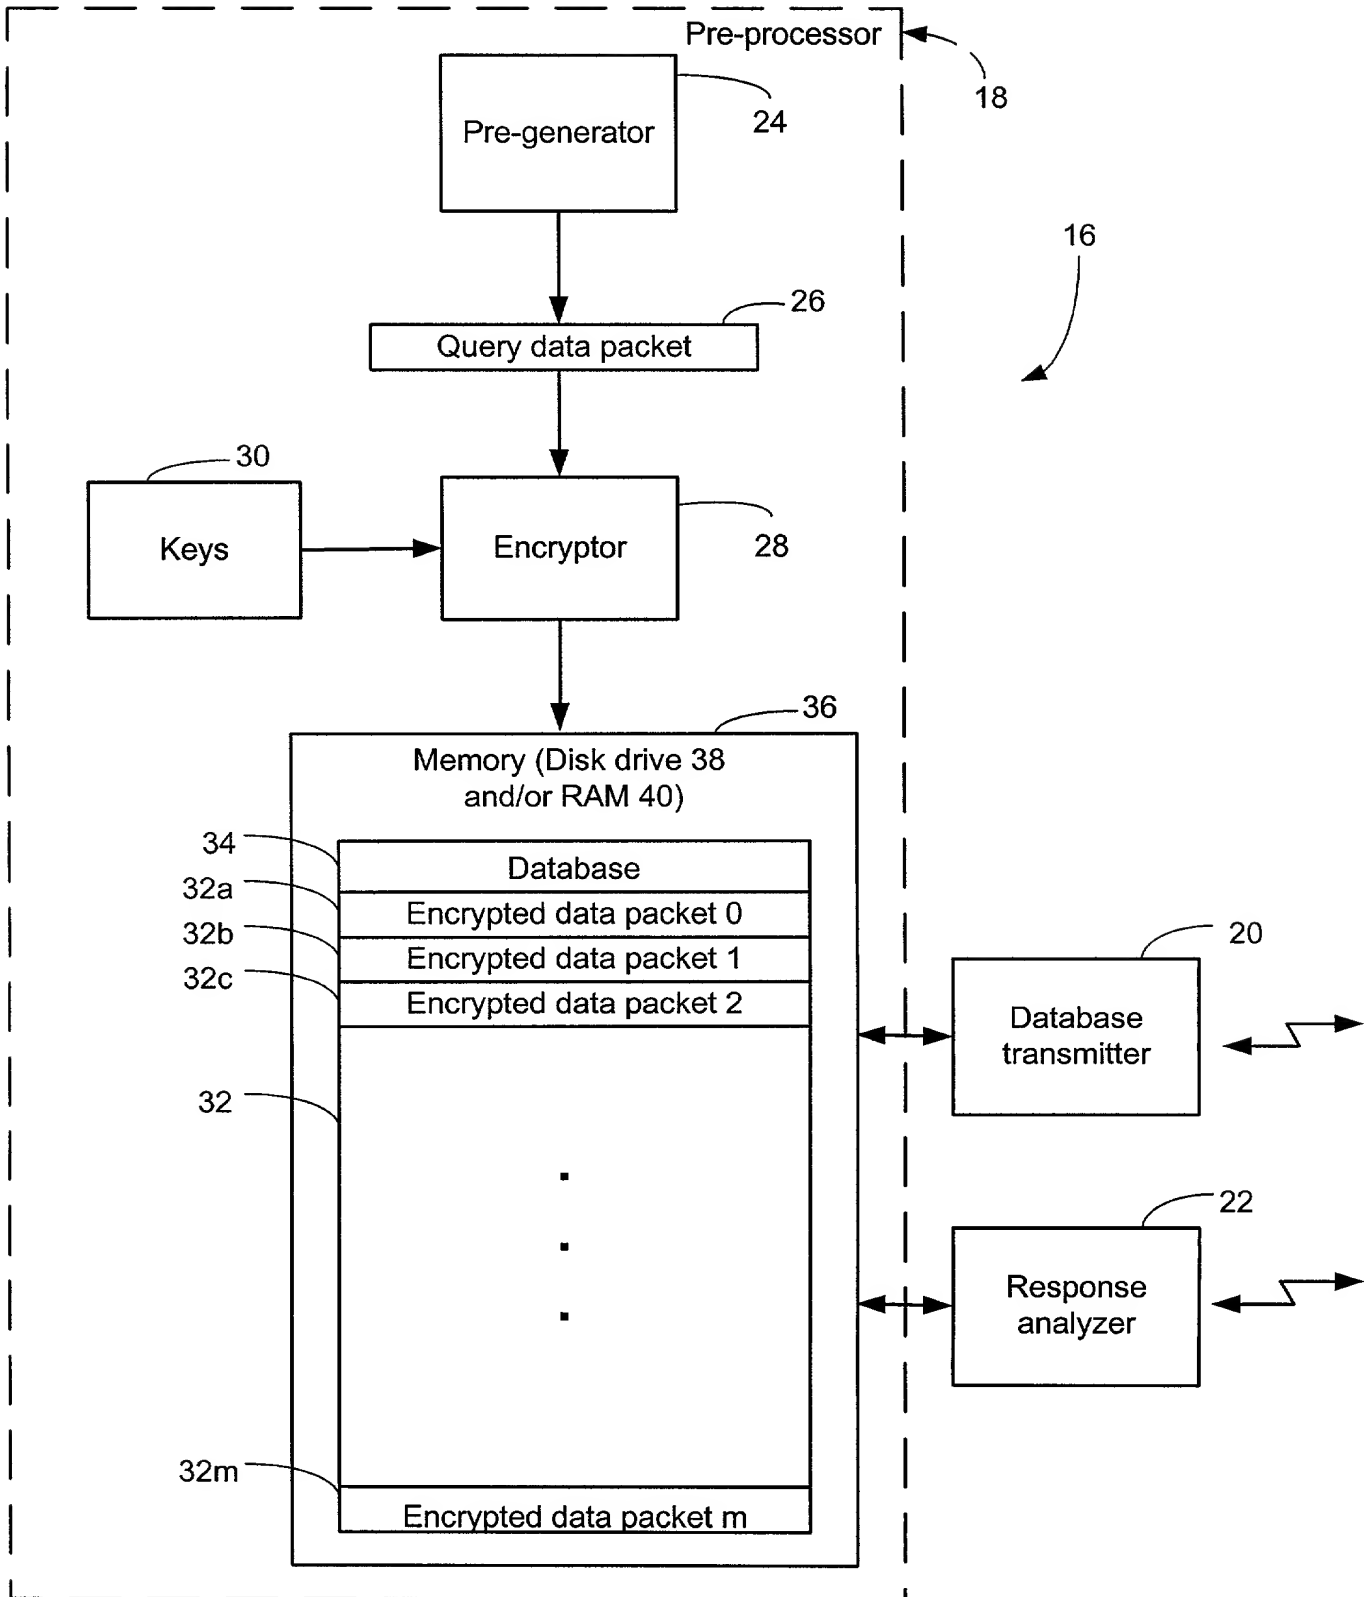 Pre-processor
18
Pre-generator
24
16
26
Query data packet
30
Keys
Encryptor
28
36
Memory (Disk drive 38
and/or RAM 40)
34
Database
32a
Encrypted data packet 0
32b
Encrypted data packet 1
32c
Encrypted data packet 2
20
Database
transmitter
32
22
Response
analyzer
32m
Encrypted data packet m